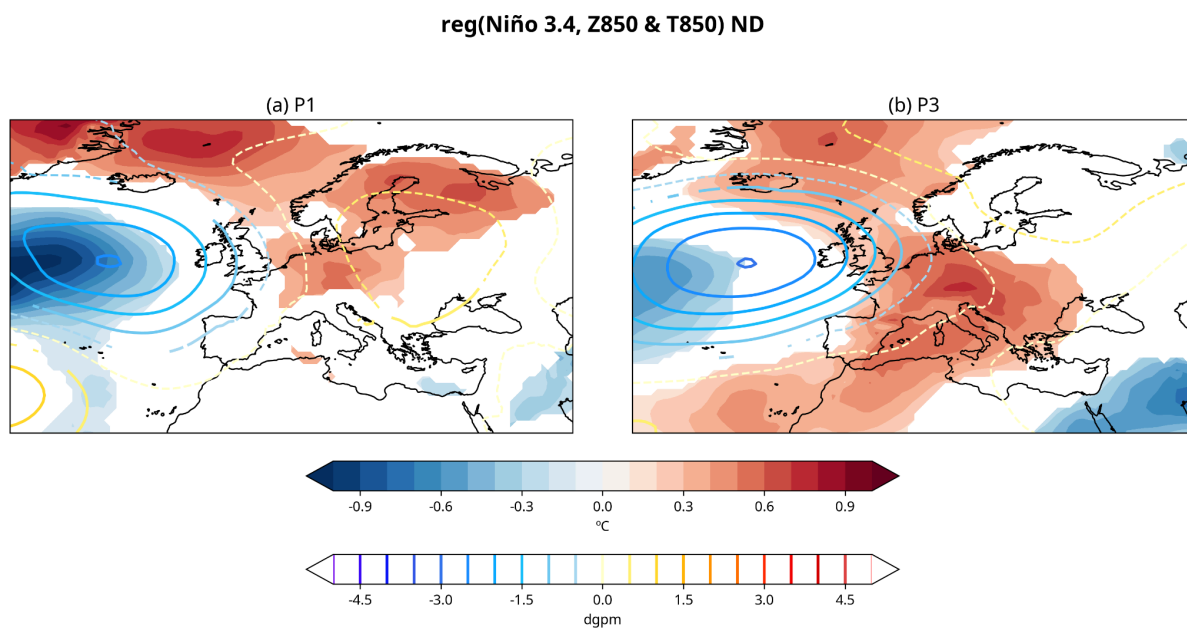 reg(Niño 3.4, Z850 & T850) ND
(a) P1
(b) P3
-0.9 -0.6 -0.3 0.0 0.3 0.6 0.9
ºC
-4.5 -3.0 -1.5 0.0 1.5 3.0 4.5
dgpm